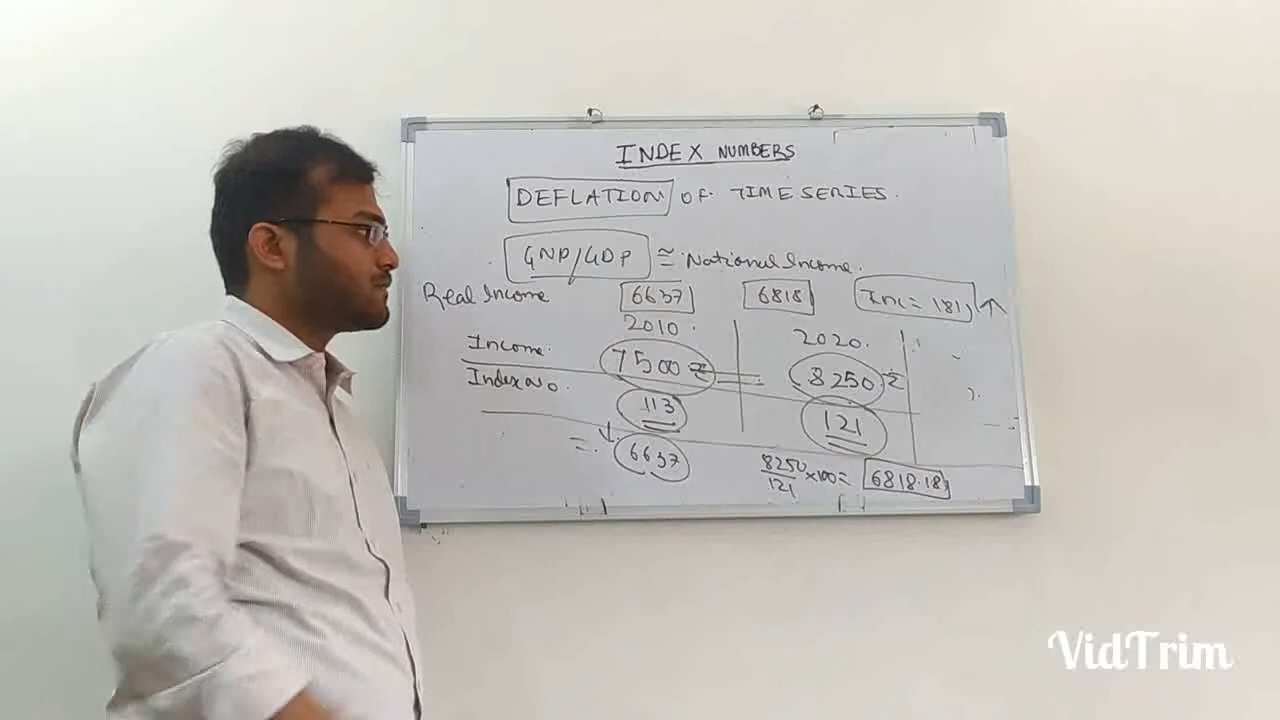 INDEX NUMBERS
DEFLATION OF TIME SERIES.
GNP/GDP ≅ National Income.
Real Income 6637 6818 Inc = 181 ↑
2010. 2020.
Income. 7500 8250
Index No. 113 121
= 6637 8250/121 × 100 = 6818.18
VidTrim